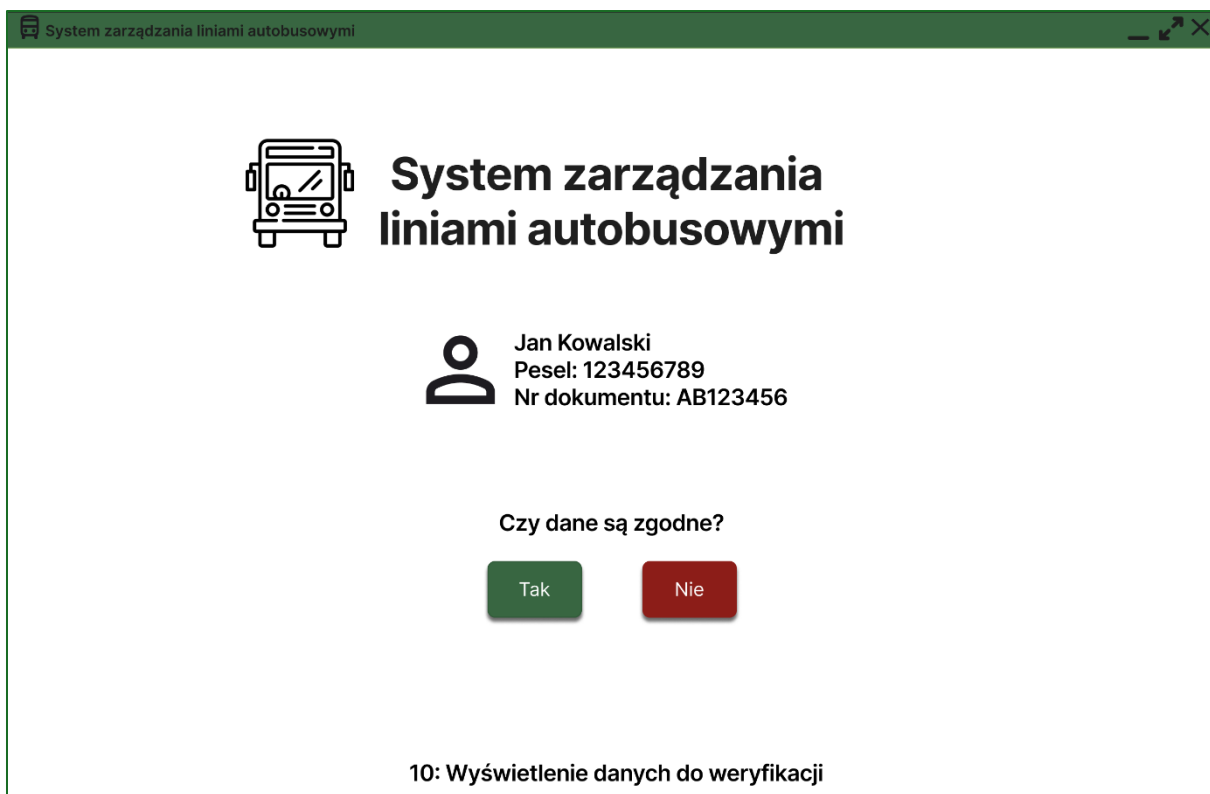 System zarządzania liniami autobusowymi
System zarządzania
liniami autobusowymi
Jan Kowalski
Pesel: 123456789
Nr dokumentu: AB123456
Czy dane są zgodne?
Tak
Nie
10: Wyświetlenie danych do weryfikacji